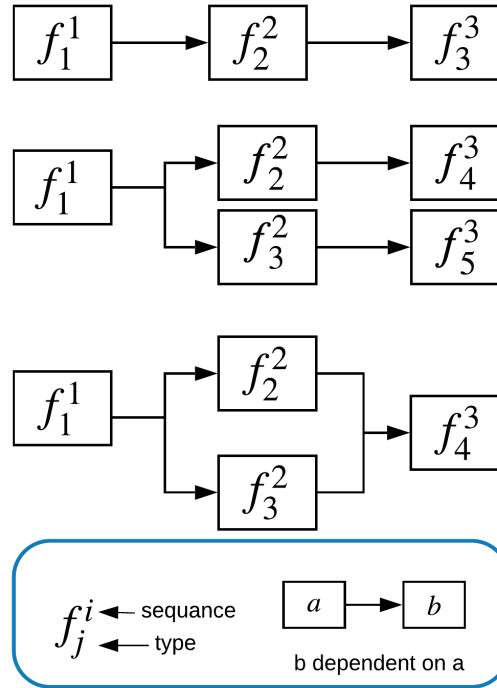 f_1^1 f_2^2 f_3^3
f_2^2 f_4^3
f_1^1
f_3^2 f_5^3
f_2^2
f_1^1 f_4^3
f_3^2
f_j^i sequance
type
a b
b dependent on a